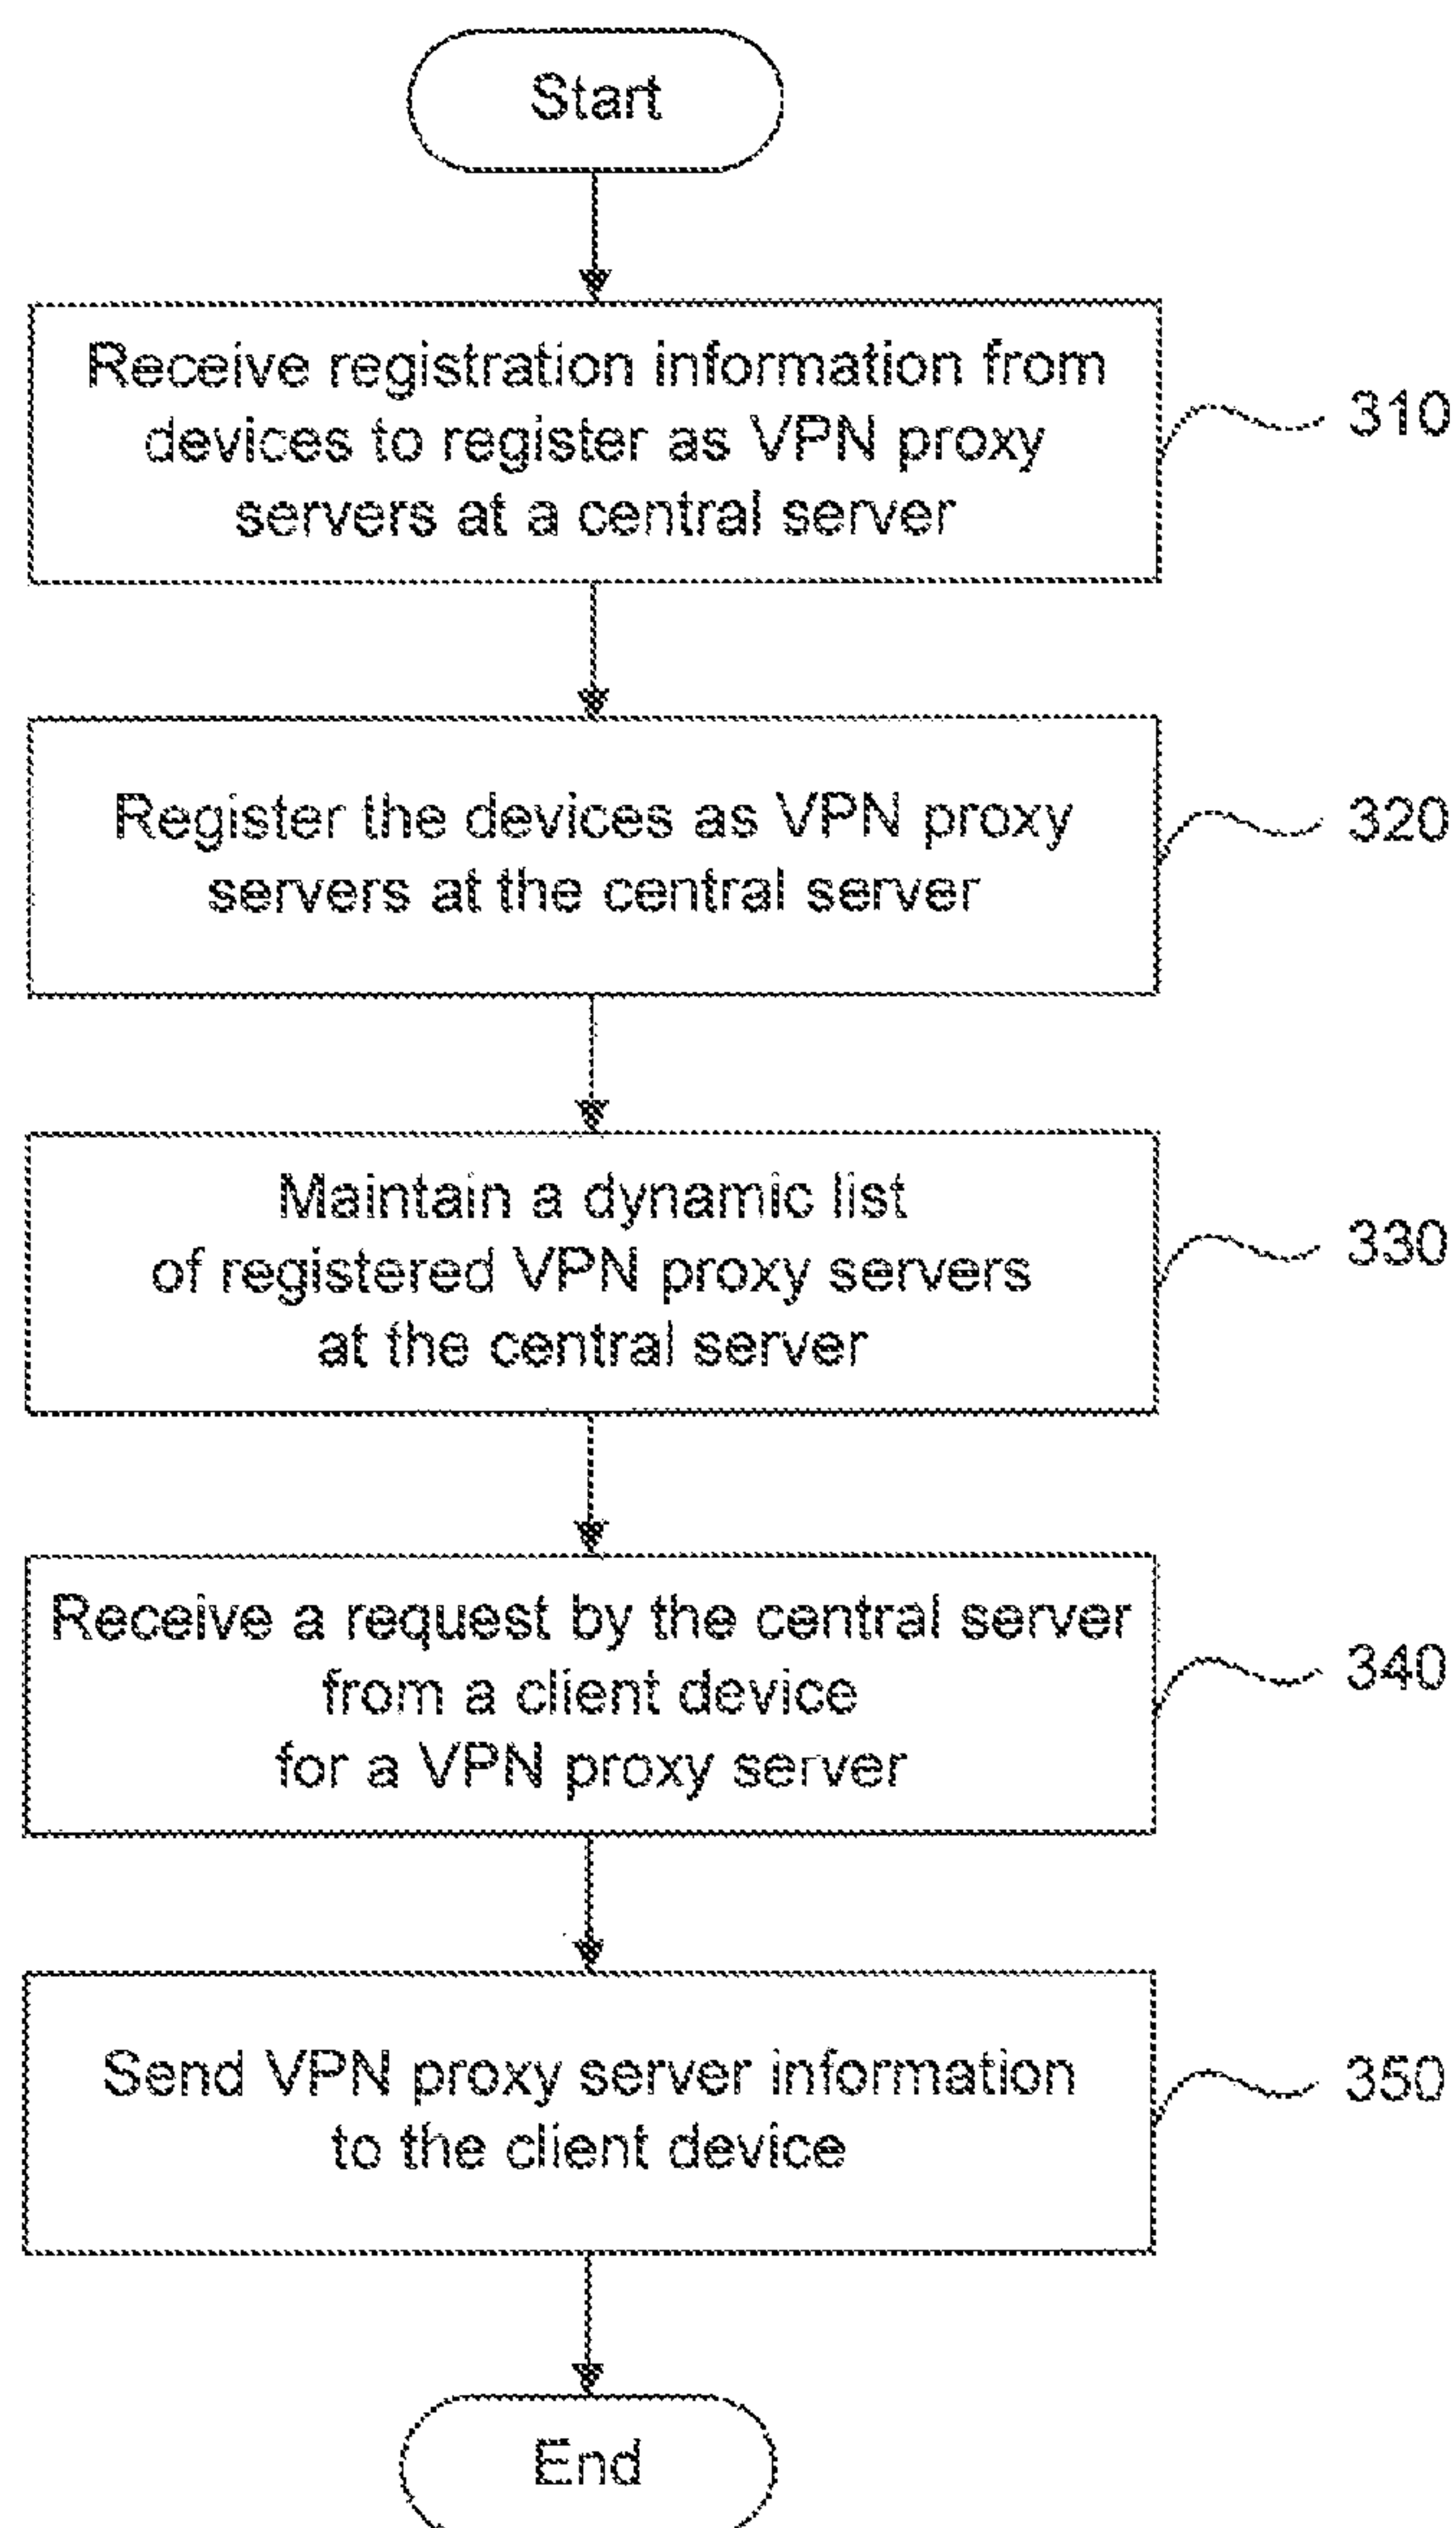 Start
Receive registration information from
devices to register as VPN proxy
servers at a central server
310
Register the devices as VPN proxy
servers at the central server
320
Maintain a dynamic list
of registered VPN proxy servers
at the central server
330
Receive a request by the central server
from a client device
for a VPN proxy server
340
Send VPN proxy server information
to the client device
350
End